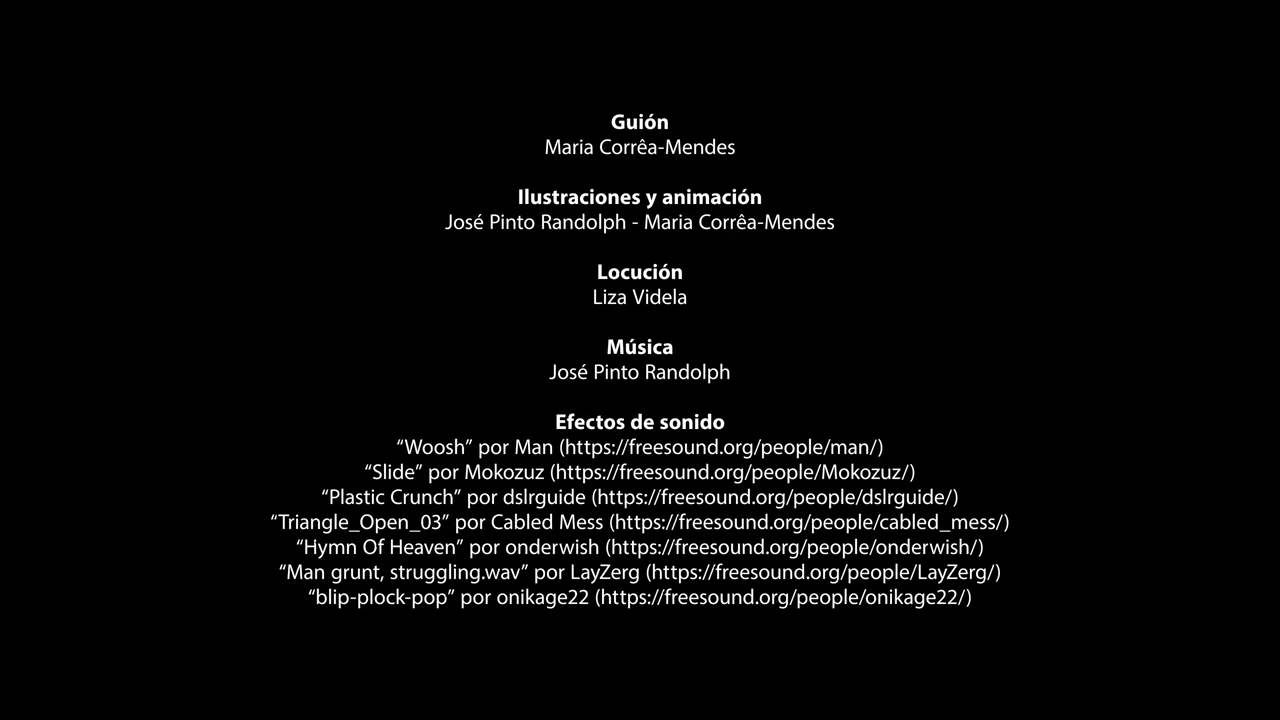 Guión
Maria Corrêa-Mendes
Ilustraciones y animación
José Pinto Randolph - Maria Corrêa-Mendes
Locución
Liza Videla
Música
José Pinto Randolph
Efectos de sonido
“Woosh” por Man (https://freesound.org/people/man/)
“Slide” por Mokozuz (https://freesound.org/people/Mokozuz/)
“Plastic Crunch” por dslrguide (https://freesound.org/people/dslrguide/)
“Triangle_Open_03” por Cabled Mess (https://freesound.org/people/cabled_mess/)
“Hymn Of Heaven” por onderwish (https://freesound.org/people/onderwish/)
“Man grunt, struggling.wav” por LayZerg (https://freesound.org/people/LayZerg/)
“blip-plock-pop” por onikage22 (https://freesound.org/people/onikage22/)